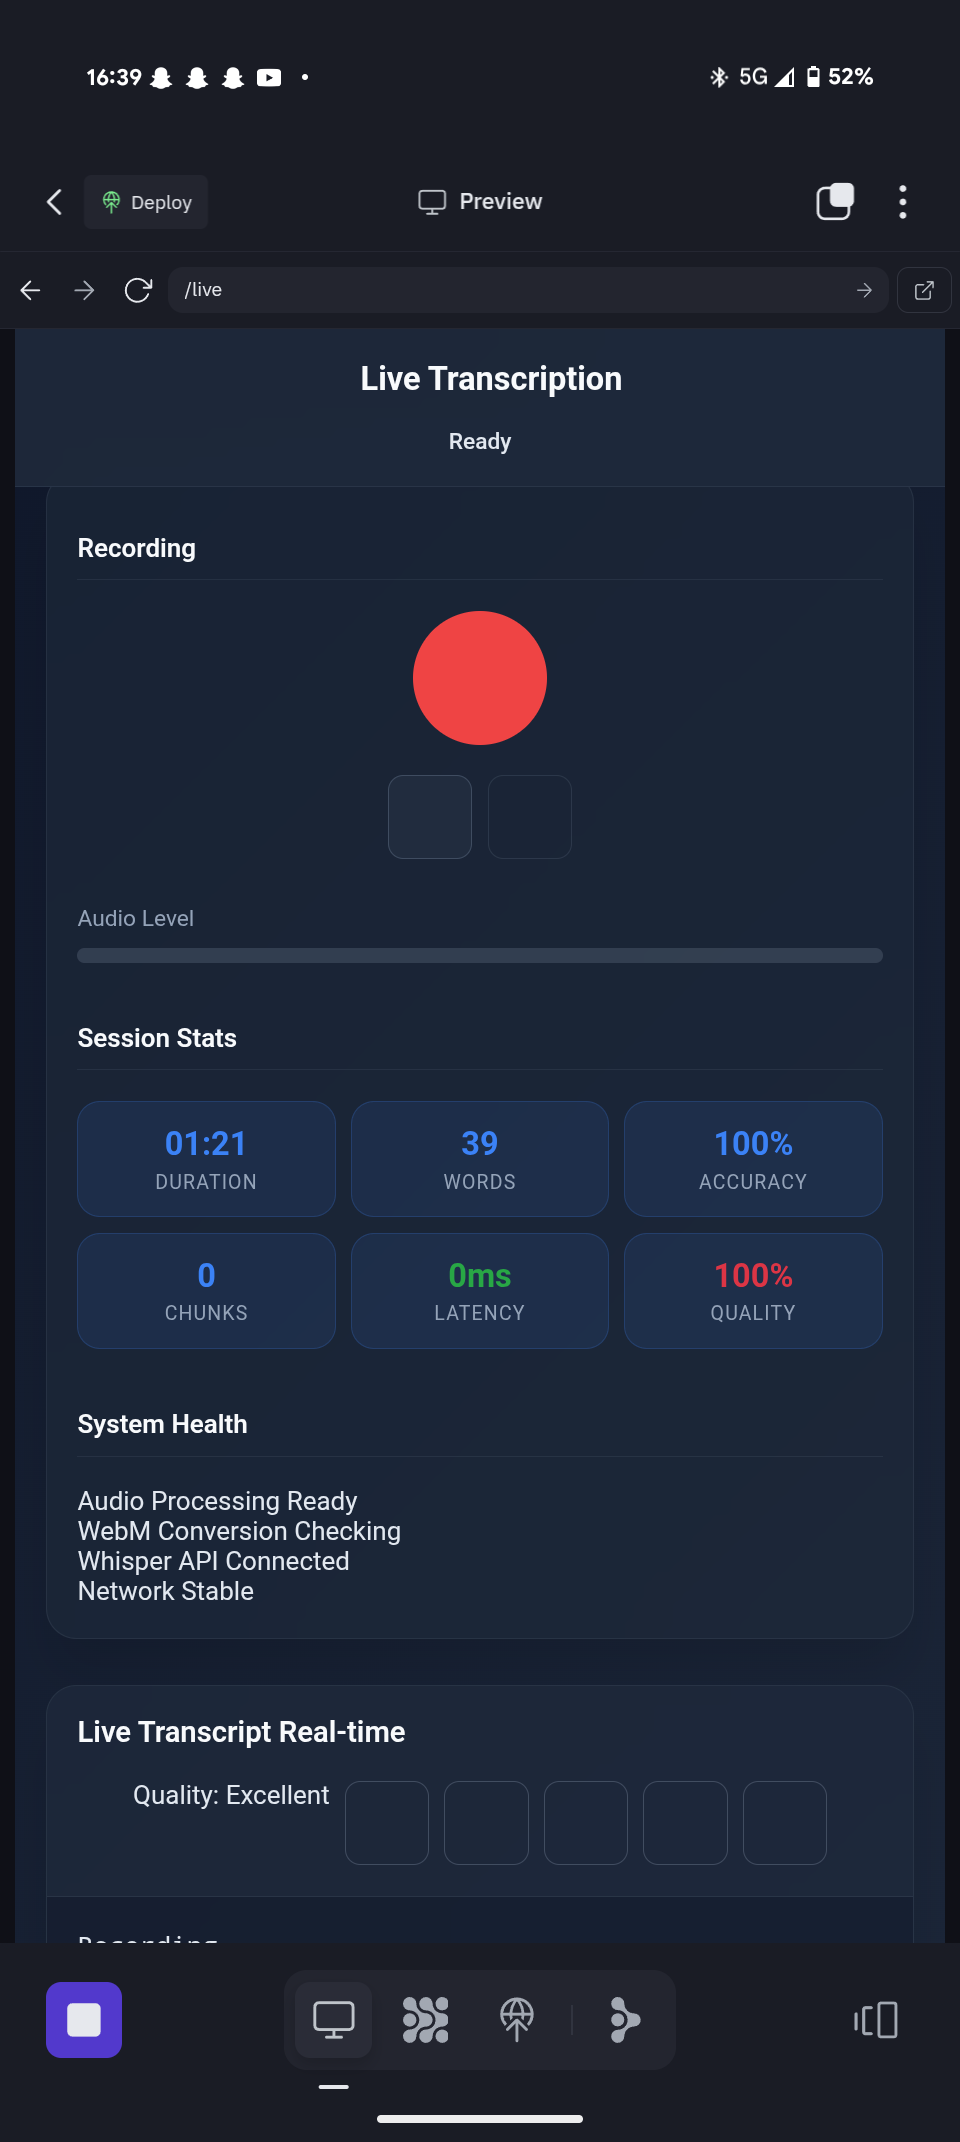 16:39
5G 52%
Deploy
Preview
/live
Live Transcription
Ready
Recording
Audio Level
Session Stats
01:21
DURATION
39
WORDS
100%
ACCURACY
0
CHUNKS
0ms
LATENCY
100%
QUALITY
System Health
Audio Processing Ready
WebM Conversion Checking
Whisper API Connected
Network Stable
Live Transcript Real-time
Quality: Excellent
Recording